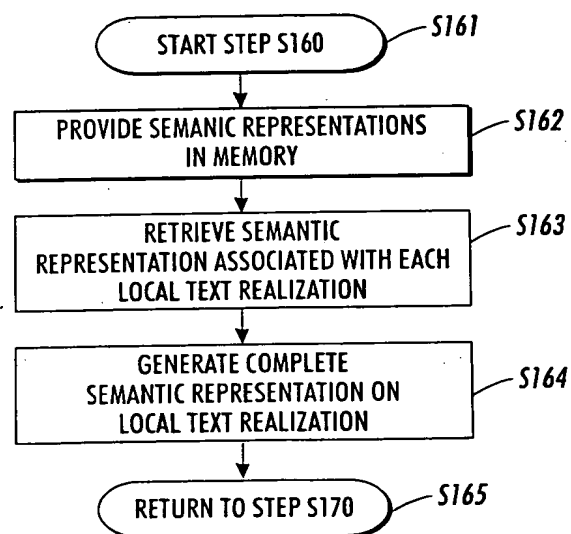 START STEP S160
S161
PROVIDE SEMANIC REPRESENTATIONS
IN MEMORY
S162
RETRIEVE SEMANTIC
REPRESENTATION ASSOCIATED WITH EACH
LOCAL TEXT REALIZATION
S163
GENERATE COMPLETE
SEMANTIC REPRESENTATION ON
LOCAL TEXT REALIZATION
S164
RETURN TO STEP S170
S165